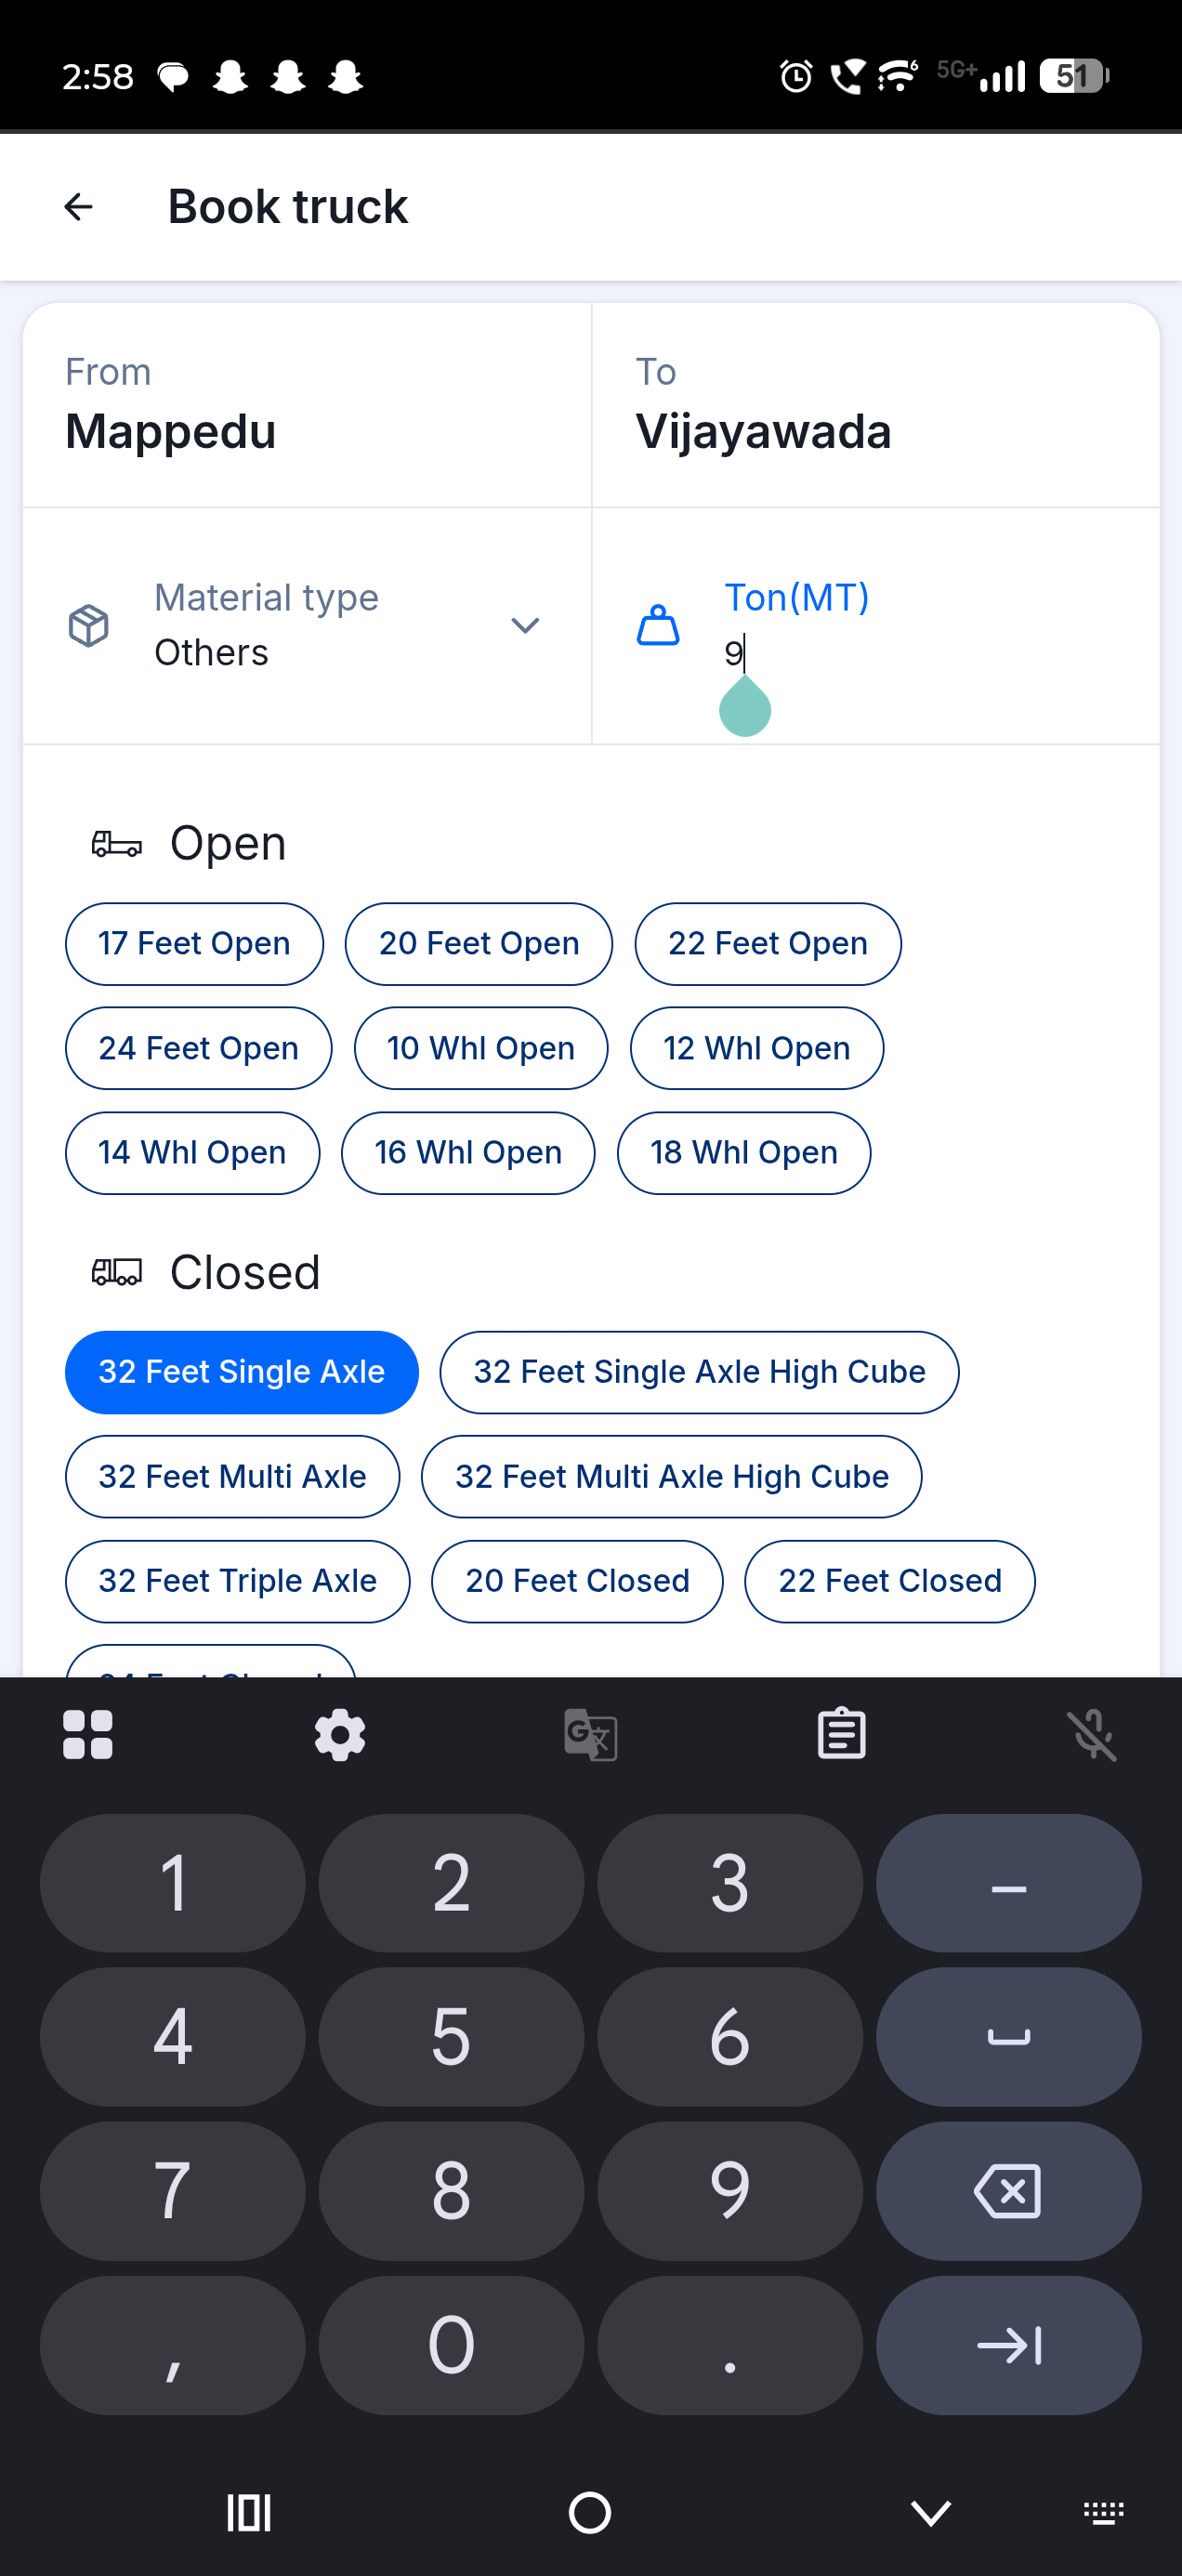 2:58 5G+ 51
Book truck
From To
Mappedu Vijayawada
Material type Ton(MT)
Others 9
Open
17 Feet Open 20 Feet Open 22 Feet Open
24 Feet Open 10 Whl Open 12 Whl Open
14 Whl Open 16 Whl Open 18 Whl Open
Closed
32 Feet Single Axle 32 Feet Single Axle High Cube
32 Feet Multi Axle 32 Feet Multi Axle High Cube
32 Feet Triple Axle 20 Feet Closed 22 Feet Closed
1 2 3 –
4 5 6
7 8 9
, 0 .